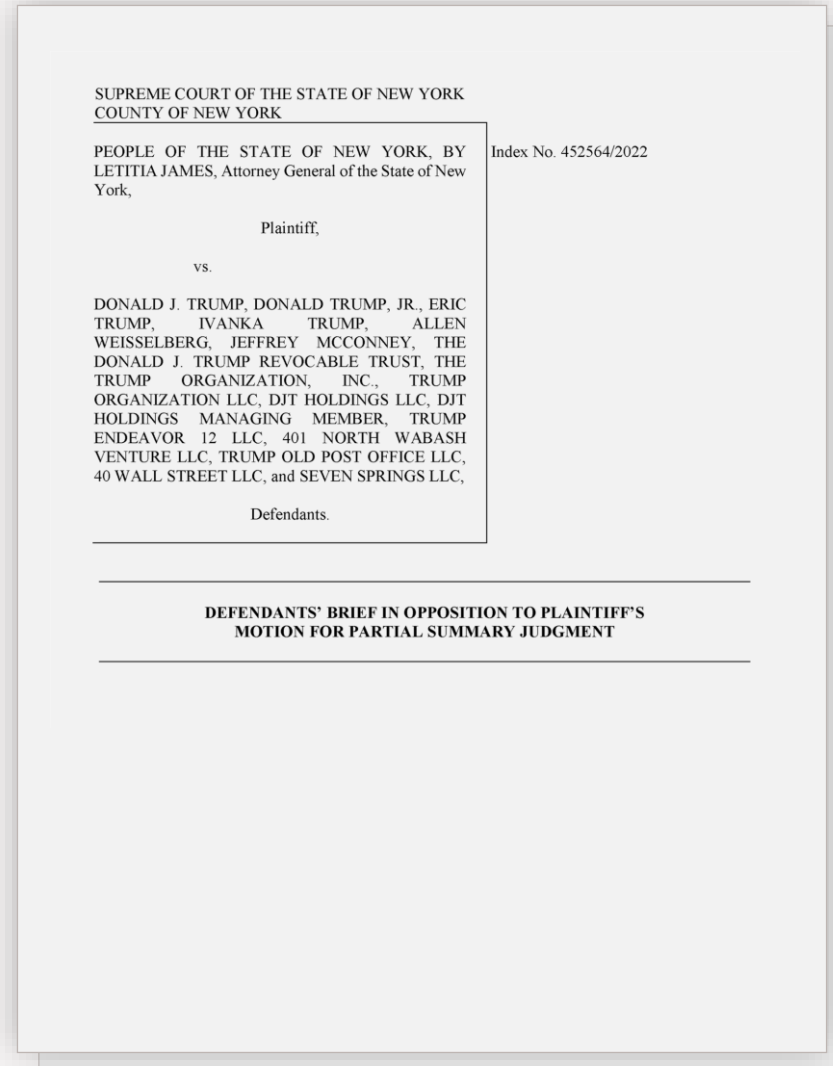 SUPREME COURT OF THE STATE OF NEW YORK
COUNTY OF NEW YORK
PEOPLE OF THE STATE OF NEW YORK, BY
LETITIA JAMES, Attorney General of the State of New
York,
Plaintiff,
vs.
DONALD J. TRUMP, DONALD TRUMP, JR., ERIC
TRUMP, IVANKA TRUMP, ALLEN
WEISSELBERG, JEFFREY MCCONNEY, THE
DONALD J. TRUMP REVOCABLE TRUST, THE
TRUMP ORGANIZATION, INC., TRUMP
ORGANIZATION LLC, DJT HOLDINGS LLC, DJT
HOLDINGS MANAGING MEMBER, TRUMP
ENDEAVOR 12 LLC, 401 NORTH WABASH
VENTURE LLC, TRUMP OLD POST OFFICE LLC,
40 WALL STREET LLC, and SEVEN SPRINGS LLC,
Defendants.
Index No. 452564/2022
DEFENDANTS’ BRIEF IN OPPOSITION TO PLAINTIFF’S
MOTION FOR PARTIAL SUMMARY JUDGMENT